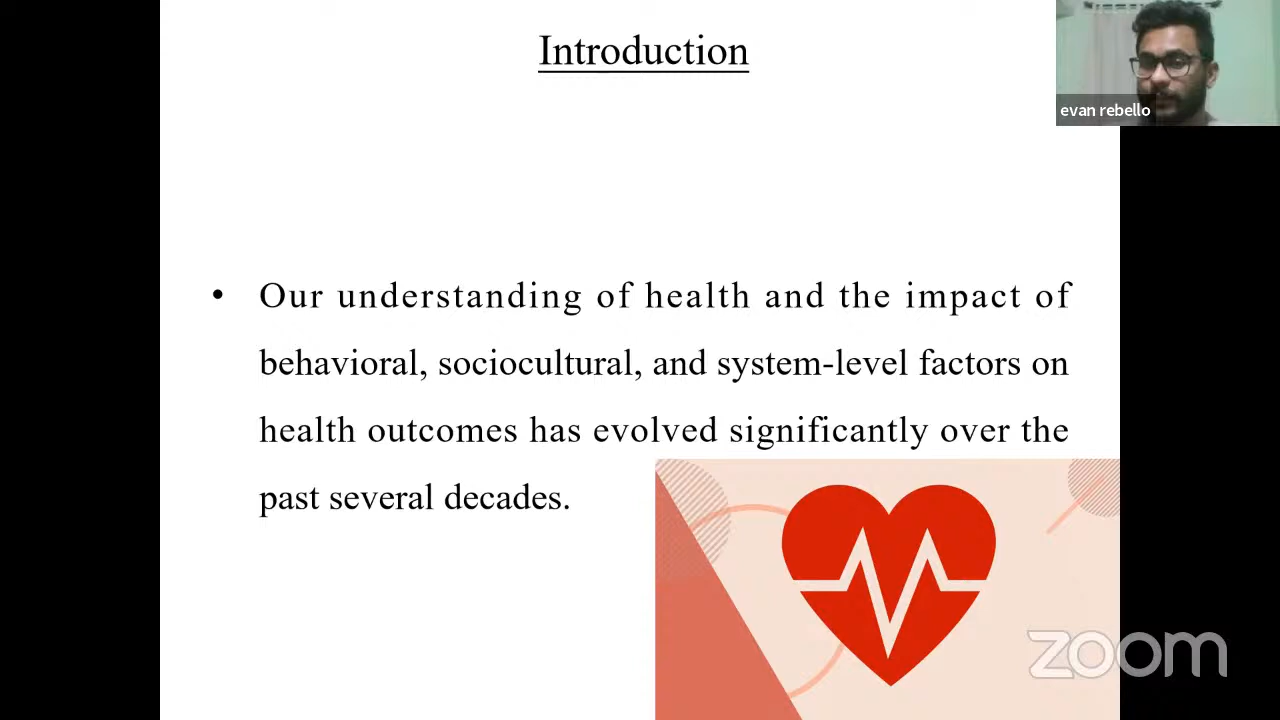 Introduction
evan rebello
• Our understanding of health and the impact of
behavioral, sociocultural, and system-level factors on
health outcomes has evolved significantly over the
past several decades.
zoom